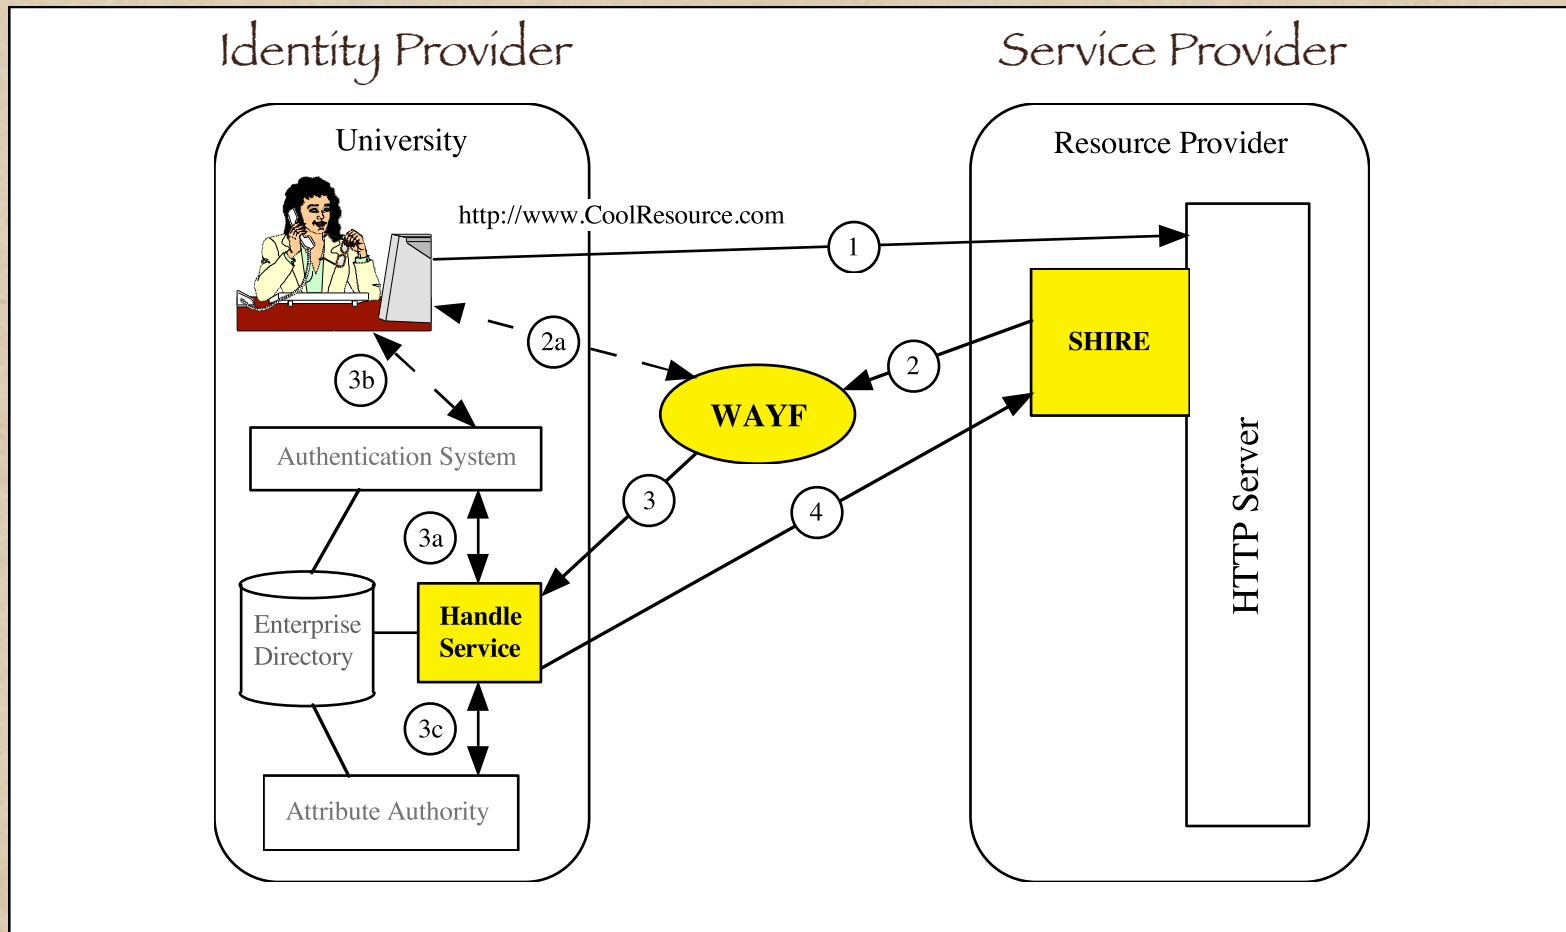 Identity Provider
Service Provider
University
Resource Provider
http://www.CoolResource.com
1
SHIRE
2a
2
3b
WAYF
Authentication System
3
4
3a
HTTP Server
Handle
Service
Enterprise
Directory
3c
Attribute Authority